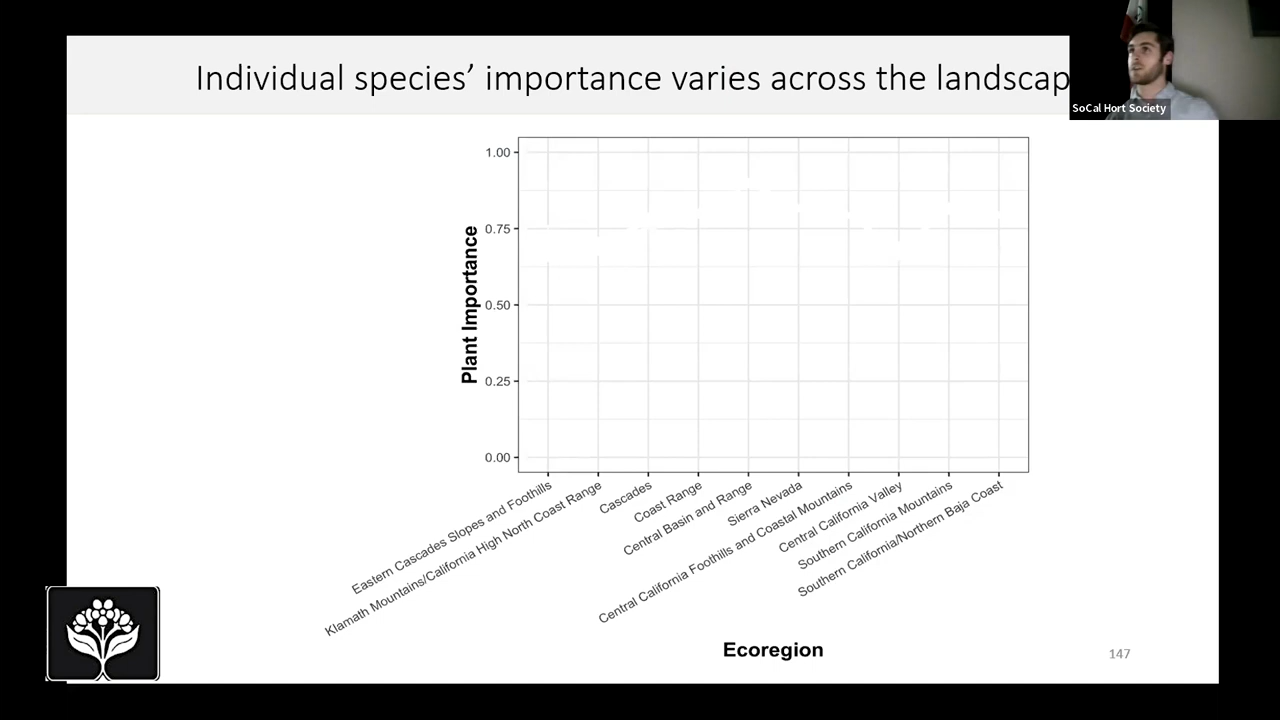 Individual species’ importance varies across the landscap
SoCal Hort Society
1.00
0.75
0.50
0.25
0.00
Plant Importance
Eastern Cascades Slopes and Foothills
Klamath Mountains/California High North Coast Range
Cascades
Coast Range
Central Basin and Range
Sierra Nevada
Central California Foothills and Coastal Mountains
Central California Valley
Southern California Mountains
Southern California/Northern Baja Coast
Ecoregion
147